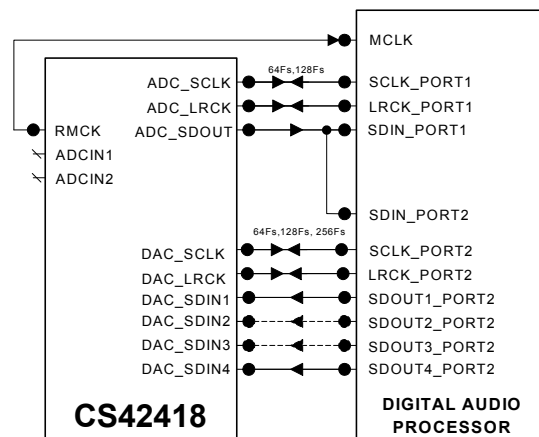 MCLK
64Fs,128Fs
ADC_SCLK SCLK_PORT1
ADC_LRCK LRCK_PORT1
RMCK ADC_SDOUT SDIN_PORT1
ADCIN1
ADCIN2
SDIN_PORT2
64Fs,128Fs, 256Fs
DAC_SCLK SCLK_PORT2
DAC_LRCK LRCK_PORT2
DAC_SDIN1 SDOUT1_PORT2
DAC_SDIN2 SDOUT2_PORT2
DAC_SDIN3 SDOUT3_PORT2
DAC_SDIN4 SDOUT4_PORT2
CS42418
DIGITAL AUDIO
PROCESSOR